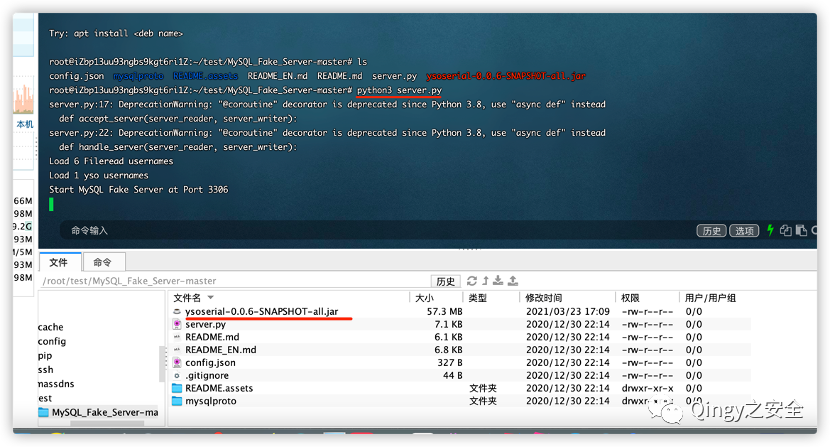 Try: apt install <deb name>
root@iZbp13uu93ngbs9kgt6ri1Z:~/test/MySQL_Fake_Server-master# ls
config.json mysqlproto README.assets README_EN.md README.md server.py ysoserial-0.0.6-SNAPSHOT-all.jar
root@iZbp13uu93ngbs9kgt6ri1Z:~/test/MySQL_Fake_Server-master# python3 server.py
server.py:17: DeprecationWarning: "@coroutine" decorator is deprecated since Python 3.8, use "async def" instead
def accept_server(server_reader, server_writer):
server.py:22: DeprecationWarning: "@coroutine" decorator is deprecated since Python 3.8, use "async def" instead
def handle_server(server_reader, server_writer):
Load 6 Fileread usernames
Load 1 yso usernames
Start MySQL Fake Server at Port 3306
本机
66M
98M
9.2G
93M
M/5M
93M
98M
命令输入 历史 选项
文件 命令
/root/test/MySQL_Fake_Server-master 历史
文件名 大小 类型 修改时间 权限 用户/用户组
ysoserial-0.0.6-SNAPSHOT-all.jar 57.3 MB 2021/03/23 17:09 -rw-r--r-- 0/0
server.py 7.1 KB 2020/12/30 22:14 -rw-r--r-- 0/0
README.md 6.1 KB 2020/12/30 22:14 -rw-r--r-- 0/0
README_EN.md 6.8 KB 2020/12/30 22:14 -rw-r--r-- 0/0
config.json 327 B 2020/12/30 22:14 -rw-r--r-- 0/0
.gitignore 44 B 2020/12/30 22:14 -rw-r--r-- 0/0
README.assets 文件夹 2020/12/30 22:14 drwxr-xr-x 0/0
mysqlproto 文件夹 2020/12/30 22:14 drwxr-xr-x 0/0
cache
config
pip
ssh
massdns
est
MySQL_Fake_Server-ma
Qingy之安全